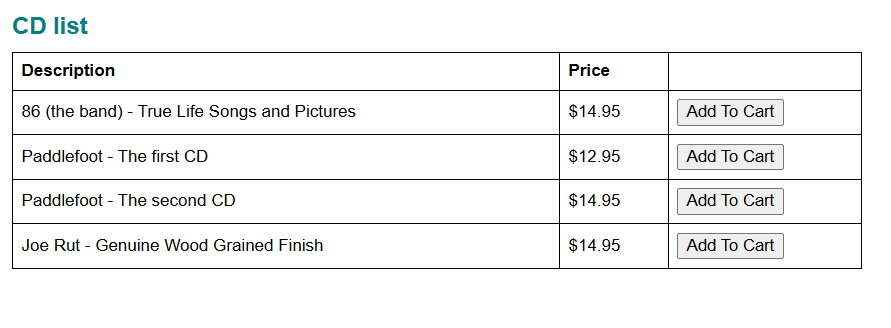 CD list
Description Price
86 (the band) - True Life Songs and Pictures $14.95 Add To Cart
Paddlefoot - The first CD $12.95 Add To Cart
Paddlefoot - The second CD $14.95 Add To Cart
Joe Rut - Genuine Wood Grained Finish $14.95 Add To Cart